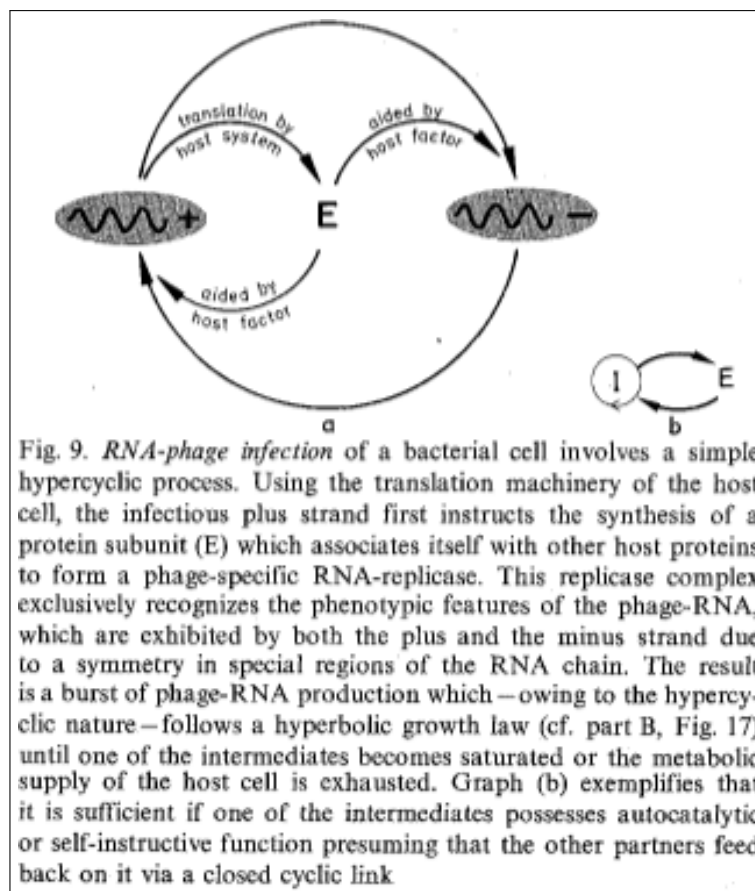 translation by
host system
aided by
host factor
+
E
−
aided by
host factor
a
I
E
b
Fig. 9. RNA-phage infection of a bacterial cell involves a simple
hypercyclic process. Using the translation machinery of the host
cell, the infectious plus strand first instructs the synthesis of a
protein subunit (E) which associates itself with other host proteins
to form a phage-specific RNA-replicase. This replicase complex
exclusively recognizes the phenotypic features of the phage-RNA,
which are exhibited by both the plus and the minus strand due
to a symmetry in special regions of the RNA chain. The result
is a burst of phage-RNA production which—owing to the hypercy-
clic nature—follows a hyperbolic growth law (cf. part B, Fig. 17)
until one of the intermediates becomes saturated or the metabolic
supply of the host cell is exhausted. Graph (b) exemplifies that
it is sufficient if one of the intermediates possesses autocatalytic
or self-instructive function presuming that the other partners feed
back on it via a closed cyclic link